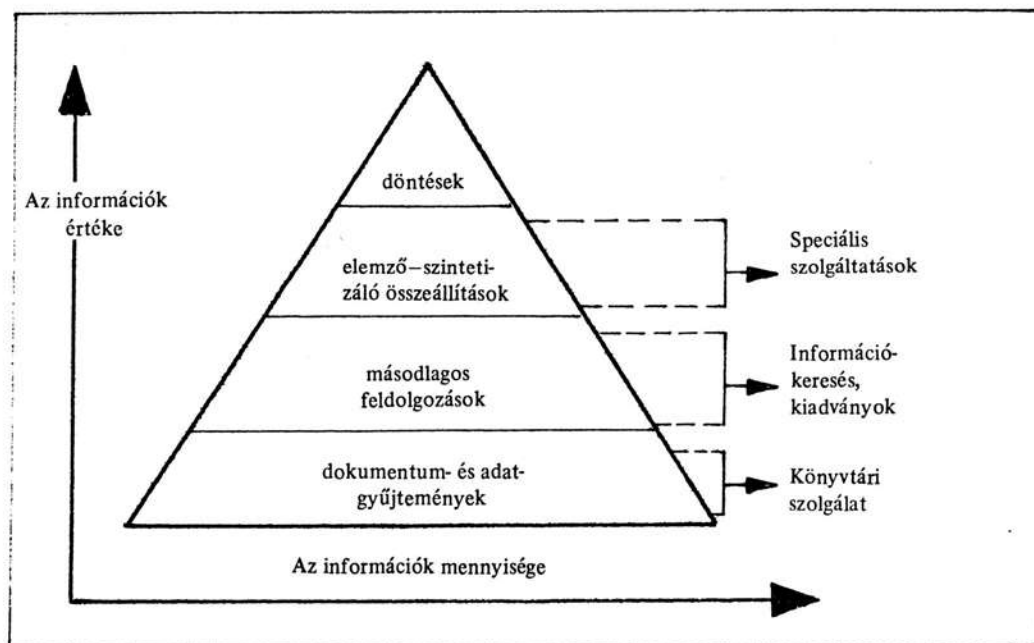 Az információk
értéke
döntések
elemző–szinteti-
záló összeállítások
másodlagos
feldolgozások
dokumentum- és adat-
gyűjtemények
Speciális
szolgáltatások
Információ-
keresés,
kiadványok
Könyvtári
szolgálat
Az információk mennyisége